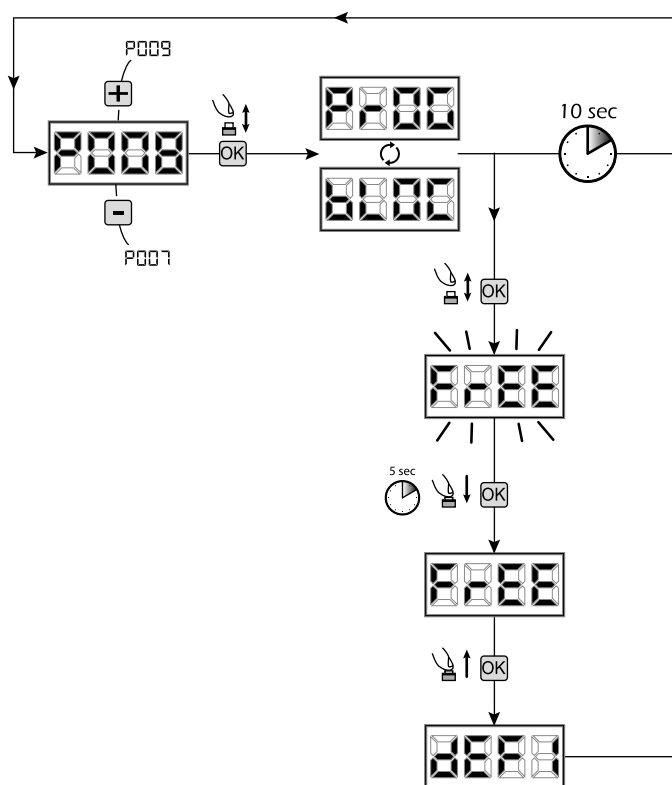 P009
+
10 sec
PrOG
P008
OK
bLOC
-
P007
OK
FrEE
5 sec
OK
FrEE
OK
dEF1